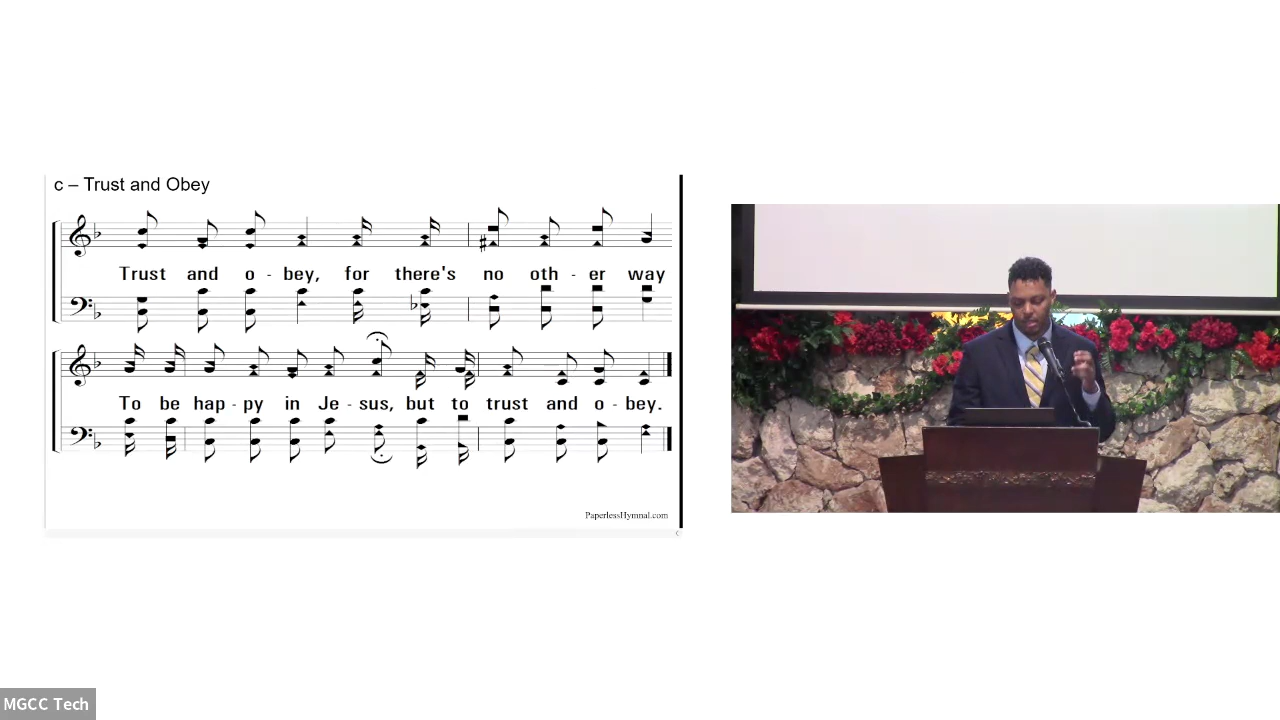 c – Trust and Obey
Trust and o - bey, for there's no oth - er way
To be hap - py in Je - sus, but to trust and o - bey.
PaperlessHymnal.com
c
MGCC Tech